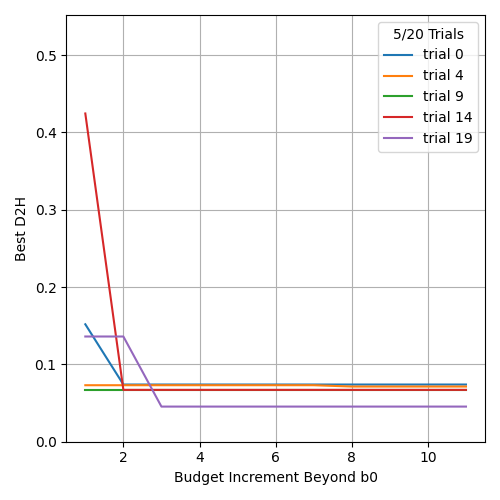 5/20 Trials
trial 0
trial 4
trial 9
trial 14
trial 19
Best D2H
0.5
0.4
0.3
0.2
0.1
0.0
2 4 6 8 10
Budget Increment Beyond b0